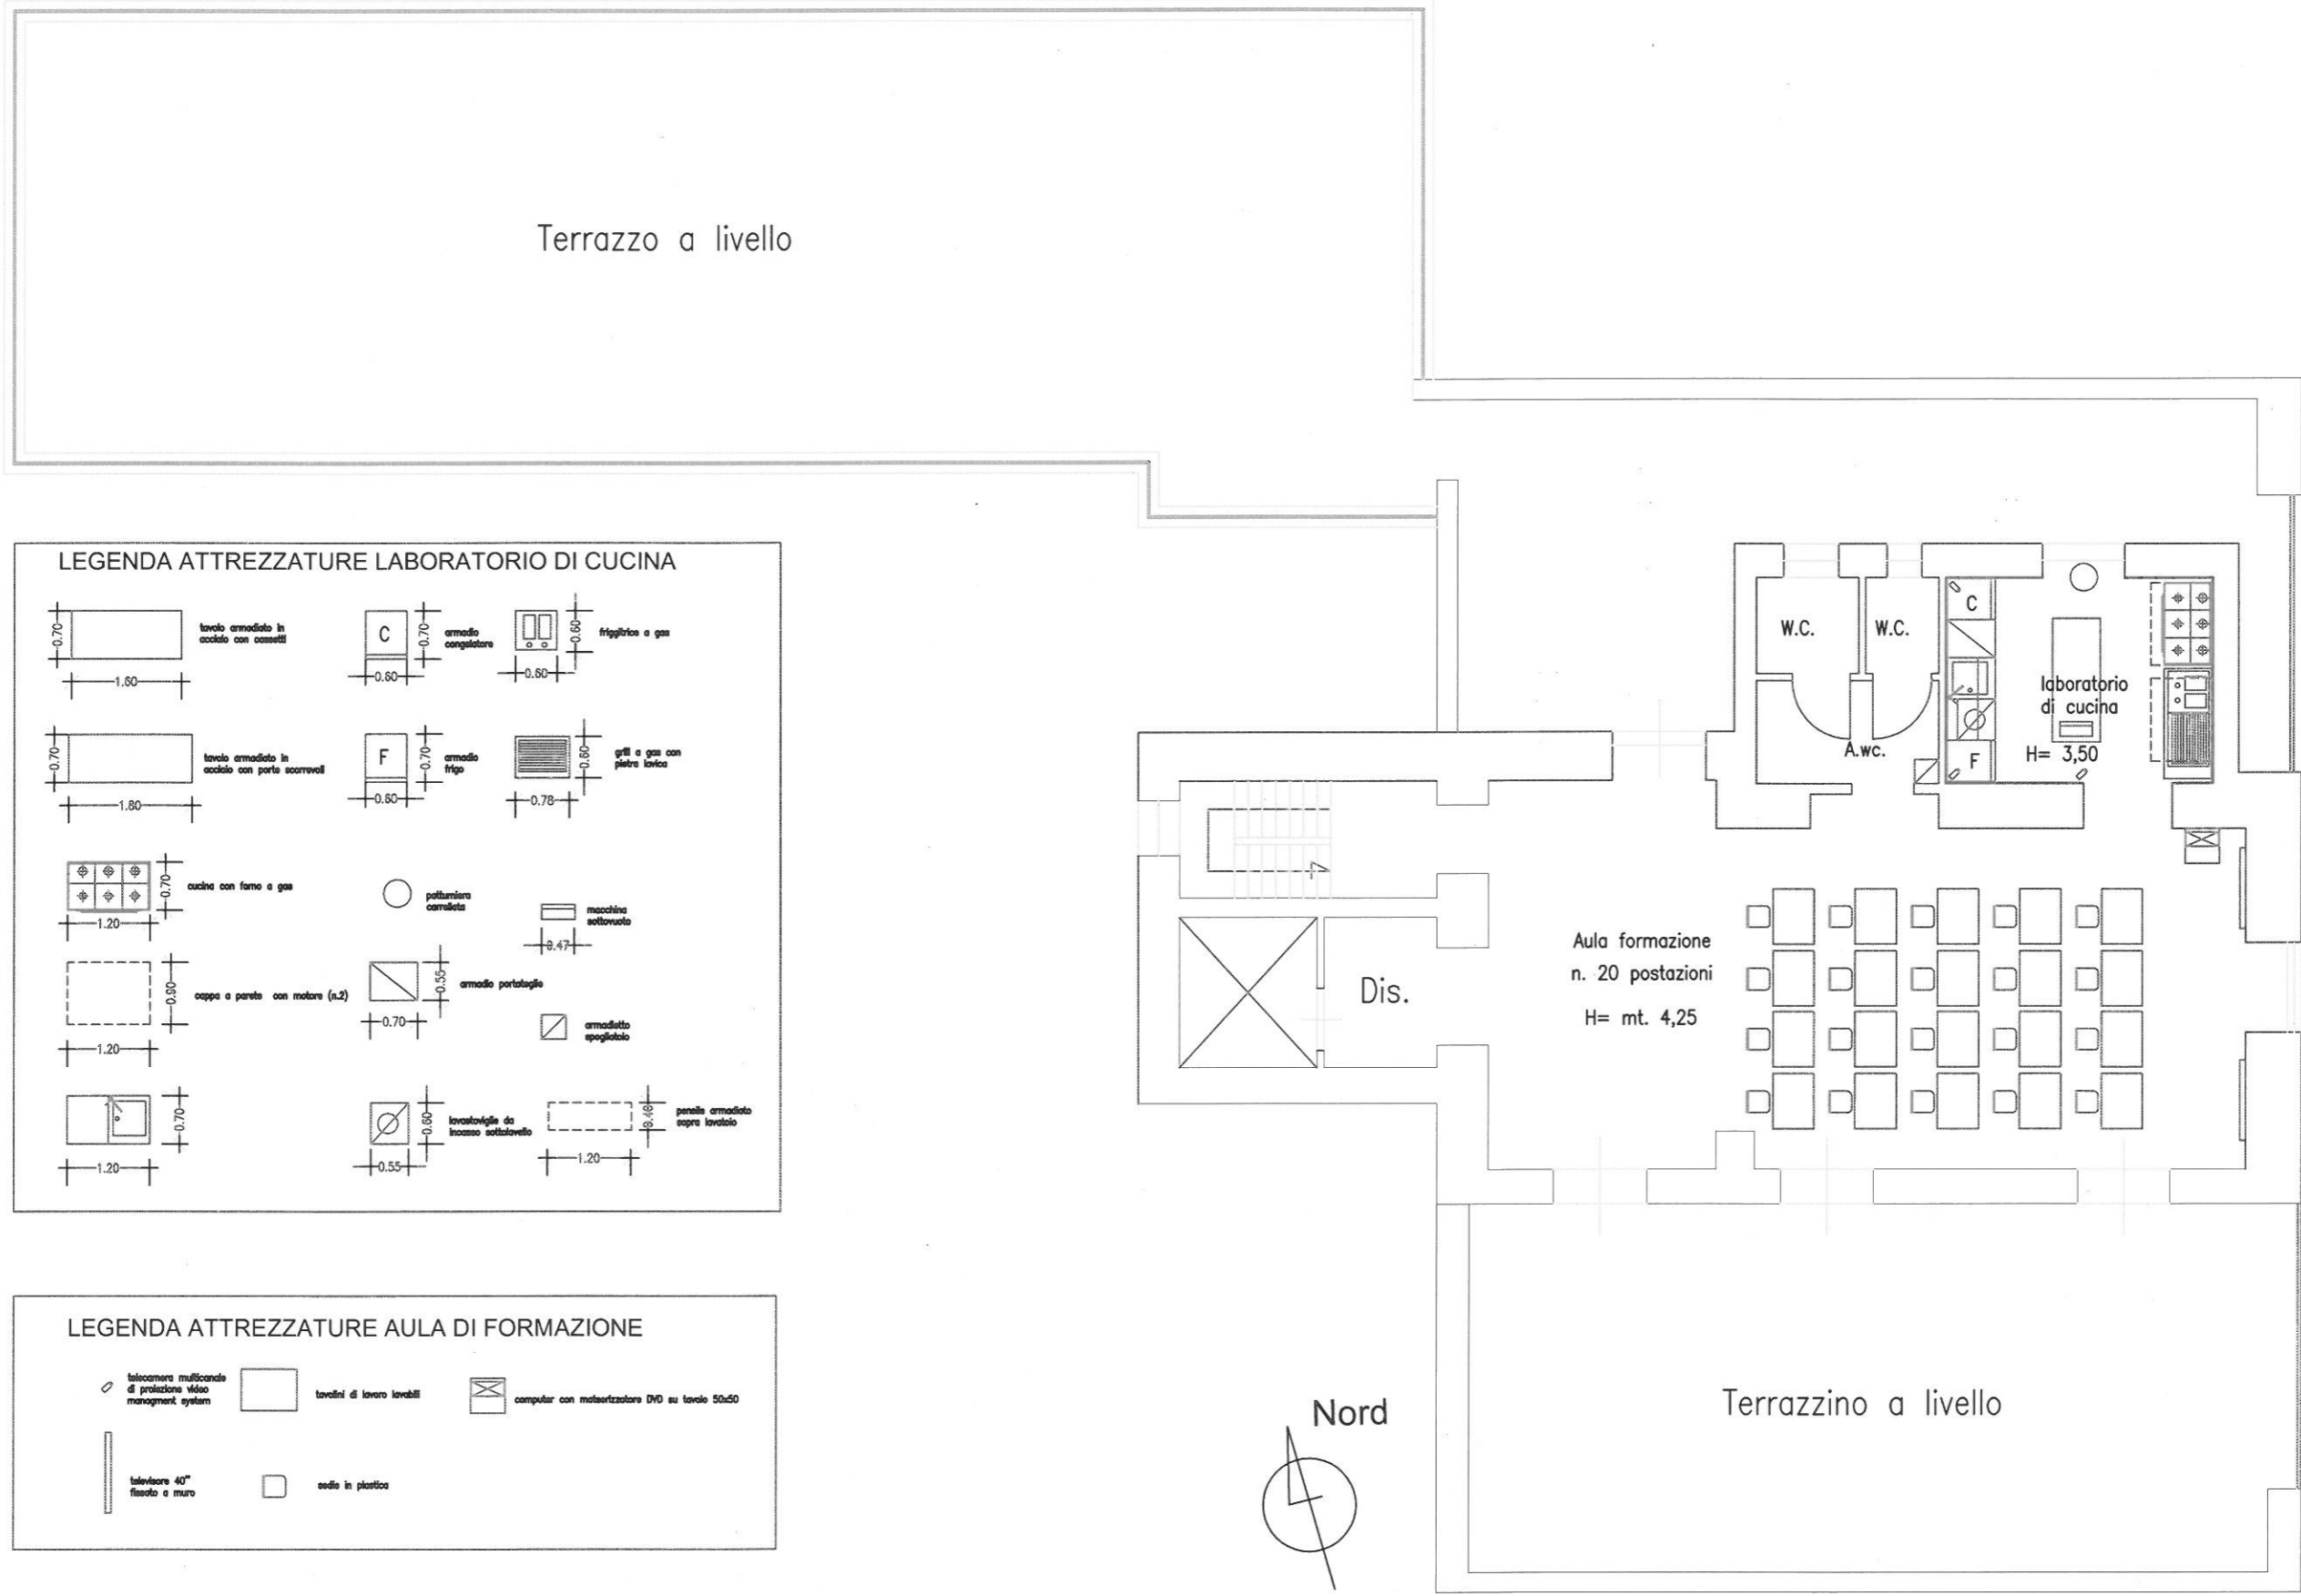 Terrazzo a livello
LEGENDA ATTREZZATURE LABORATORIO DI CUCINA
0.70
1.60
tavolo armadiato in
acciaio con cassetti
C
0.70
0.60
armadio
congelatore
0.60
0.60
friggitrice a gas
0.70
1.80
tavolo armadiato in
acciaio con porte scorrevoli
F
0.70
0.60
armadio
frigo
0.60
0.78
grill a gas con
pietra lavica
0.70
1.20
cucina con forno a gas
pattumiera
carrellata
0.47
macchina
sottovuoto
0.90
1.20
cappa a parete con motore (n.2)
0.55
0.70
armadio portateglie
armadietto
spogliatoio
0.70
1.20
0.60
0.55
lavastoviglie da
incasso sottolavello
0.40
1.20
pensile armadiato
sopra lavatoio
LEGENDA ATTREZZATURE AULA DI FORMAZIONE
telecamera multicanale
di proiezione video
managment system
tavolini di lavoro lavabili
computer con masterizzatore DVD su tavolo 50x50
televisore 40"
fissato a muro
sedie in plastica
W.C.
W.C.
C
laboratorio
di cucina
A.wc.
F
H= 3,50
Dis.
Aula formazione
n. 20 postazioni
H= mt. 4,25
Nord
Terrazzino a livello